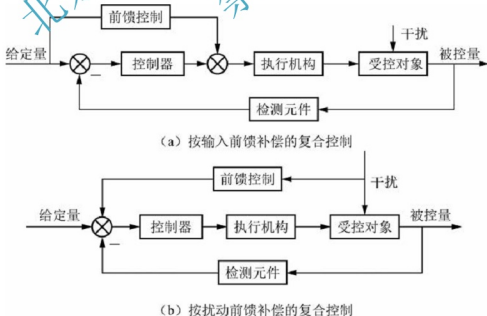 前馈控制
干扰
给定量
控制器
执行机构
受控对象
被控量
检测元件
(a) 按输入前馈补偿的复合控制
前馈控制
干扰
给定量
控制器
执行机构
受控对象
被控量
检测元件
(b) 按扰动前馈补偿的复合控制